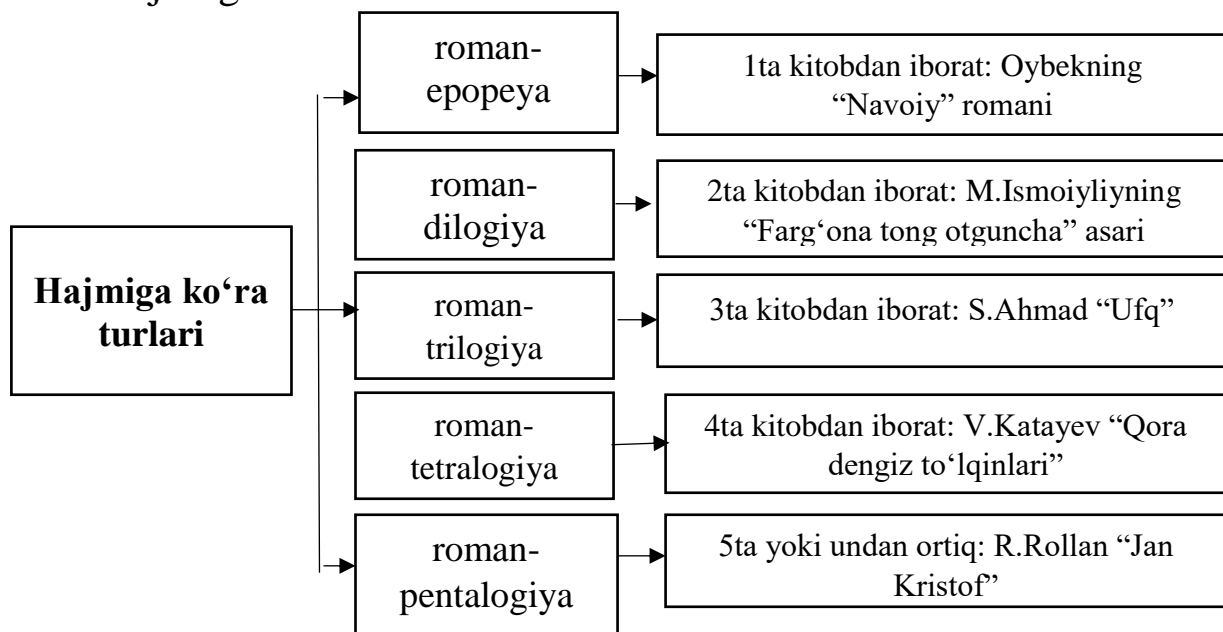 Hajmiga ko‘ra
turlari
roman-
epopeya
1ta kitobdan iborat: Oybekning
“Navoiy” romani
roman-
dilogiya
2ta kitobdan iborat: M.Ismoiyliyning
“Farg‘ona tong otguncha” asari
roman-
trilogiya
3ta kitobdan iborat: S.Ahmad “Ufq”
roman-
tetralogiya
4ta kitobdan iborat: V.Katayev “Qora
dengiz to‘lqinlari”
roman-
pentalogiya
5ta yoki undan ortiq: R.Rollan “Jan
Kristof”